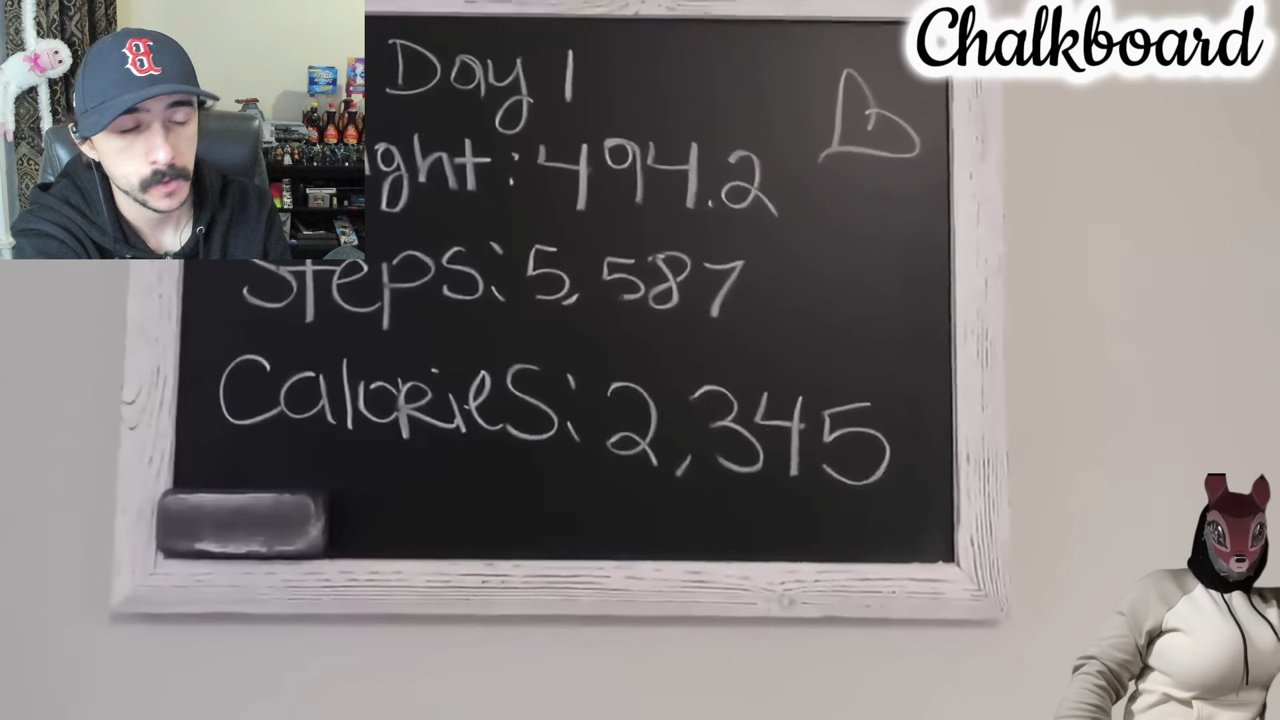 Chalkboard
Day 1
ght: 494.2
Steps: 5,587
Calories: 2,345